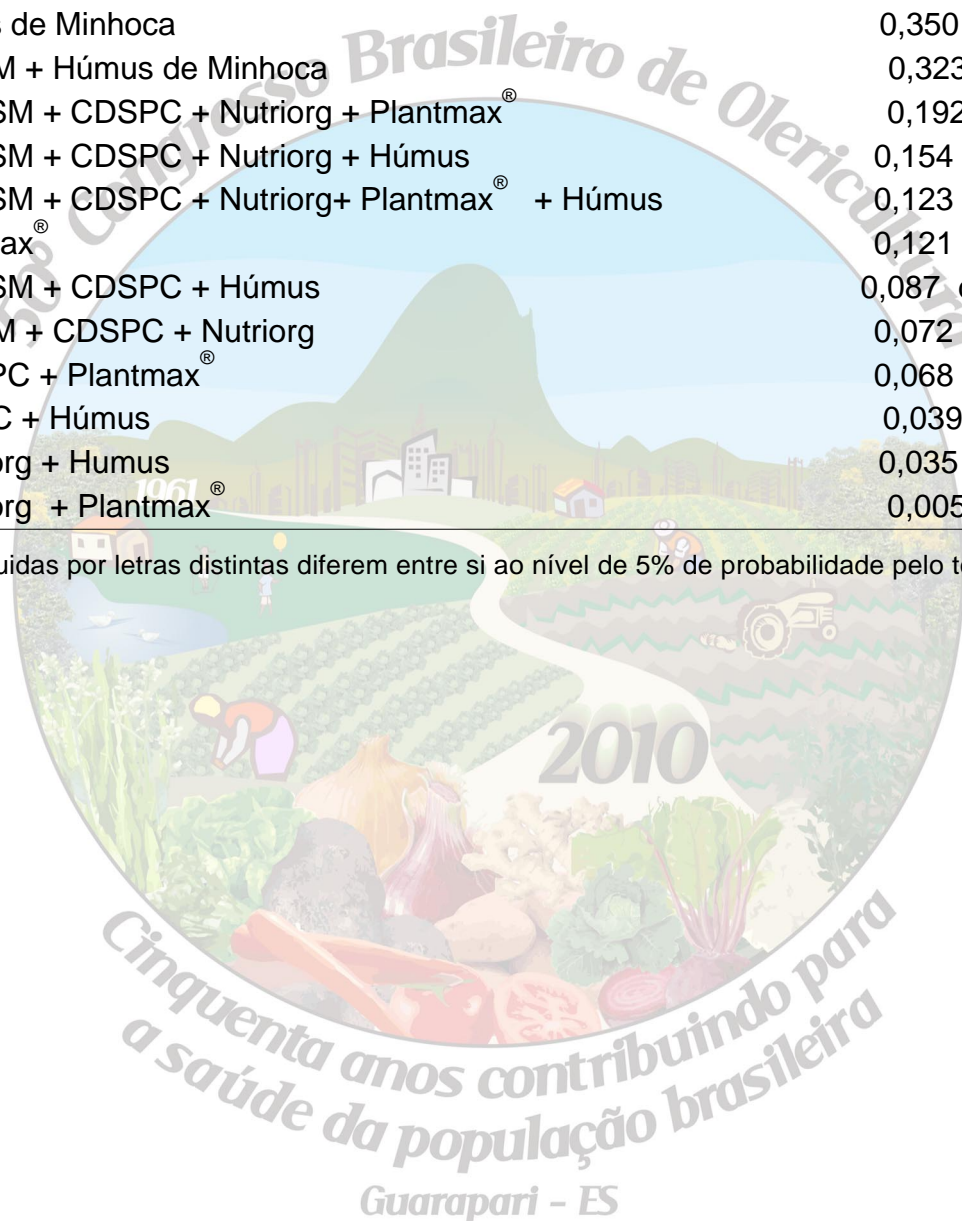 s de Minhoca 0,350
M + Húmus de Minhoca 0,323
SM + CDSPC + Nutriorg + Plantmax® 0,192
SM + CDSPC + Nutriorg + Húmus 0,154
SM + CDSPC + Nutriorg+ Plantmax® + Húmus 0,123
ax® 0,121
SM + CDSPC + Húmus 0,087
M + CDSPC + Nutriorg 0,072
PC + Plantmax® 0,068
C + Húmus 0,039
org + Humus 0,035
org + Plantmax® 0,005
uidas por letras distintas diferem entre si ao nível de 5% de probabilidade pelo te
50º Congresso Brasileiro de Olericultura
1961
2010
Cinquenta anos contribuindo para
a saúde da população brasileira
Guarapari - ES